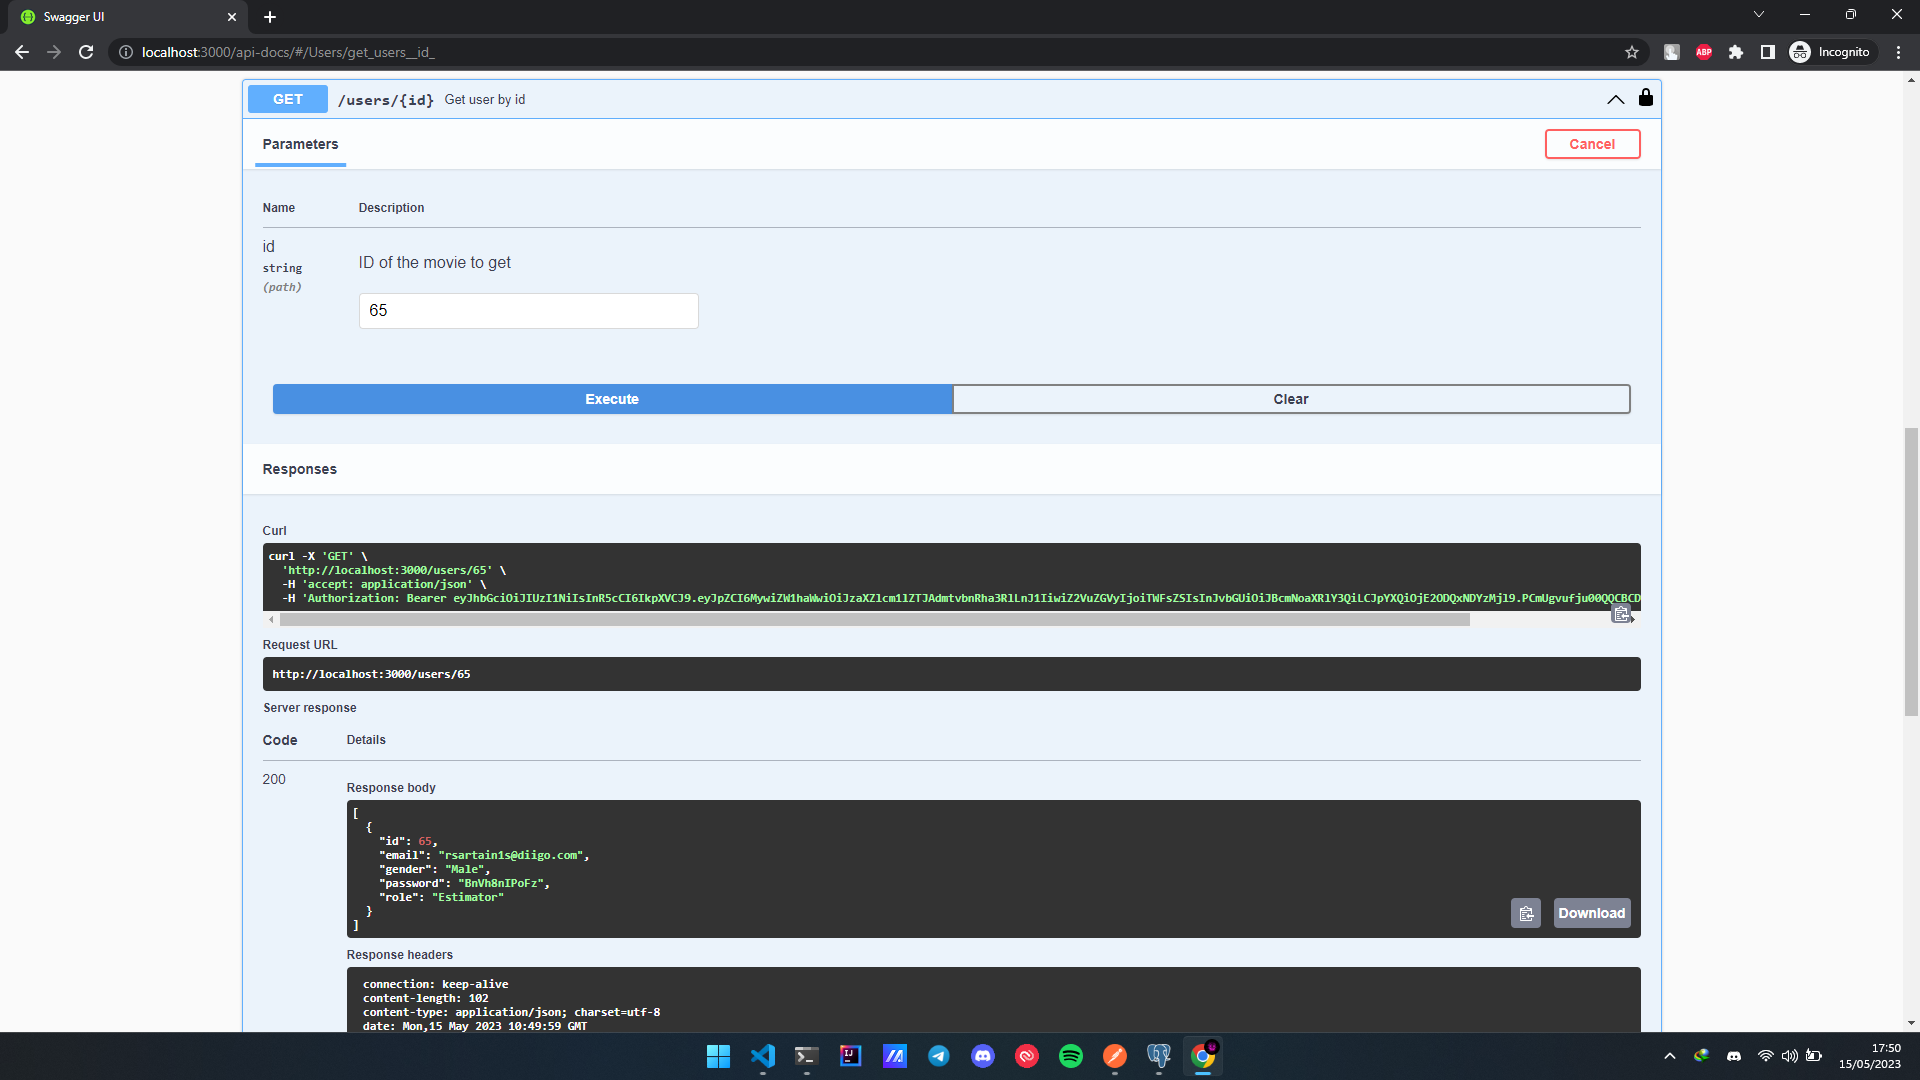 Swagger UI
localhost:3000/api-docs/#/Users/get_users__id_
ABP
Incognito
GET /users/{id} Get user by id
Parameters
Cancel
Name Description
id
string
(path)
ID of the movie to get
65
Execute Clear
Responses
Curl
curl -X 'GET' \
'http://localhost:3000/users/65' \
-H 'accept: application/json' \
-H 'Authorization: Bearer
Request URL
http://localhost:3000/users/65
Server response
Code Details
200
Response body
[
{
"id": 65,
"email": "rsartain1s@diigo.com",
"gender": "Male",
"password": "BnVh8nIPoFz",
"role": "Estimator"
}
]
Download
Response headers
connection: keep-alive
content-length: 102
content-type: application/json; charset=utf-8
date: Mon,15 May 2023 10:49:59 GMT
17:50
15/05/2023